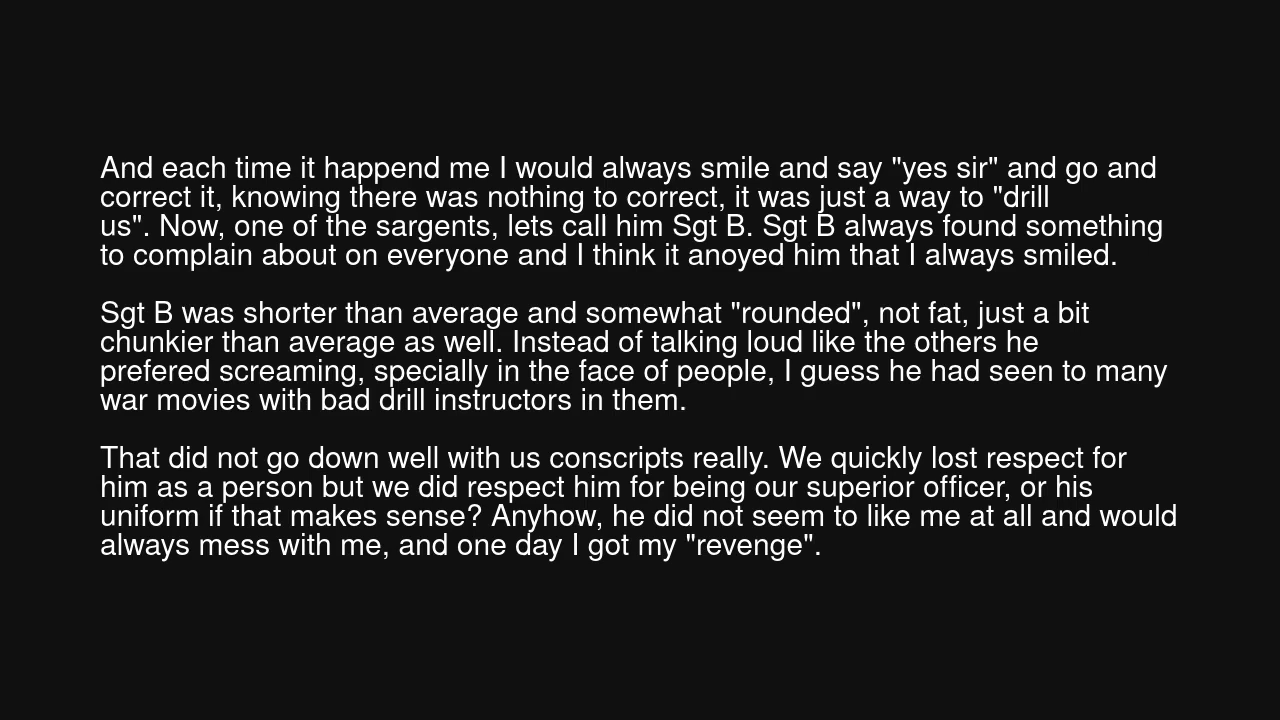 And each time it happend me I would always smile and say "yes sir" and go and
correct it, knowing there was nothing to correct, it was just a way to "drill
us". Now, one of the sargents, lets call him Sgt B. Sgt B always found something
to complain about on everyone and I think it anoyed him that I always smiled.
Sgt B was shorter than average and somewhat "rounded", not fat, just a bit
chunkier than average as well. Instead of talking loud like the others he
prefered screaming, specially in the face of people, I guess he had seen to many
war movies with bad drill instructors in them.
That did not go down well with us conscripts really. We quickly lost respect for
him as a person but we did respect him for being our superior officer, or his
uniform if that makes sense? Anyhow, he did not seem to like me at all and would
always mess with me, and one day I got my "revenge".